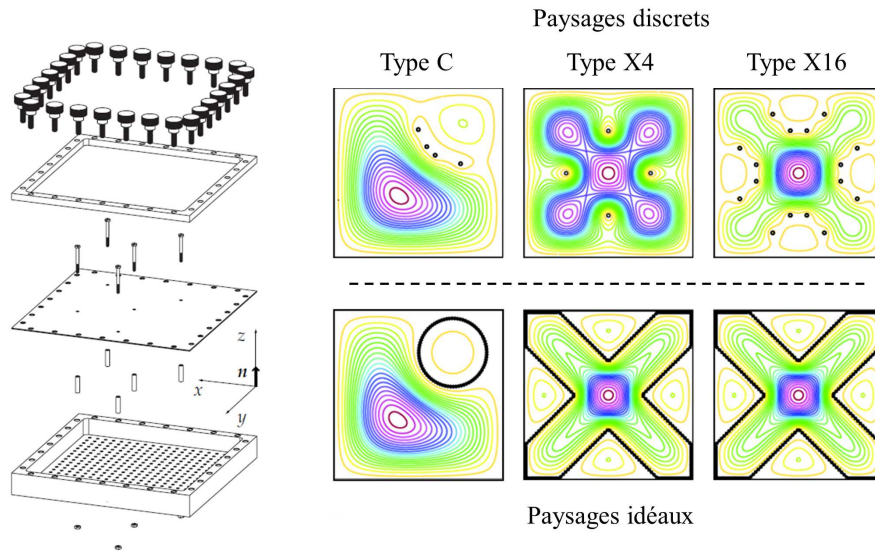 Paysages discrets
Type C
Type X4
Type X16
z
n
x
y
Paysages idéaux